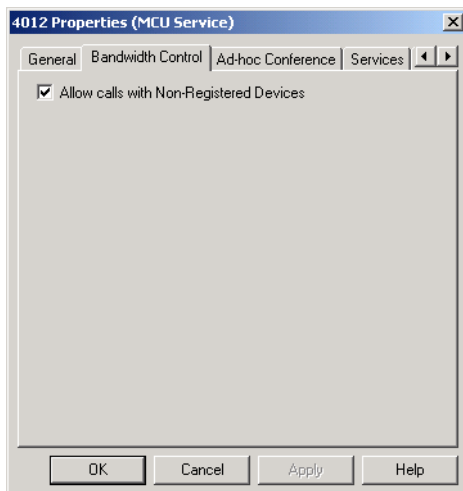 4012 Properties (MCU Service)
General Bandwidth Control Ad-hoc Conference Services
Allow calls with Non-Registered Devices
OK Cancel Apply Help